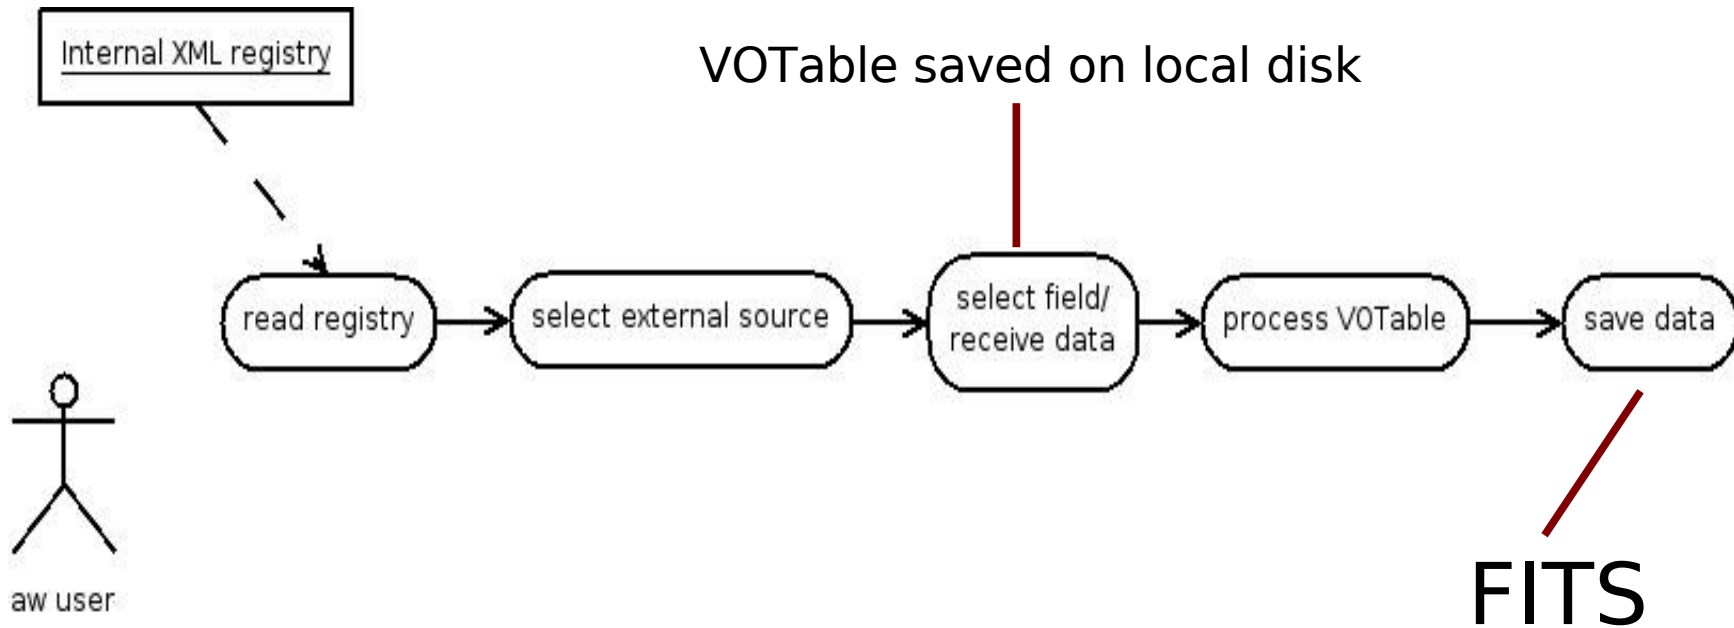 Internal XML registry
VOTable saved on local disk
read registry
select external source
select field/
receive data
process VOTable
save data
aw user
FITS